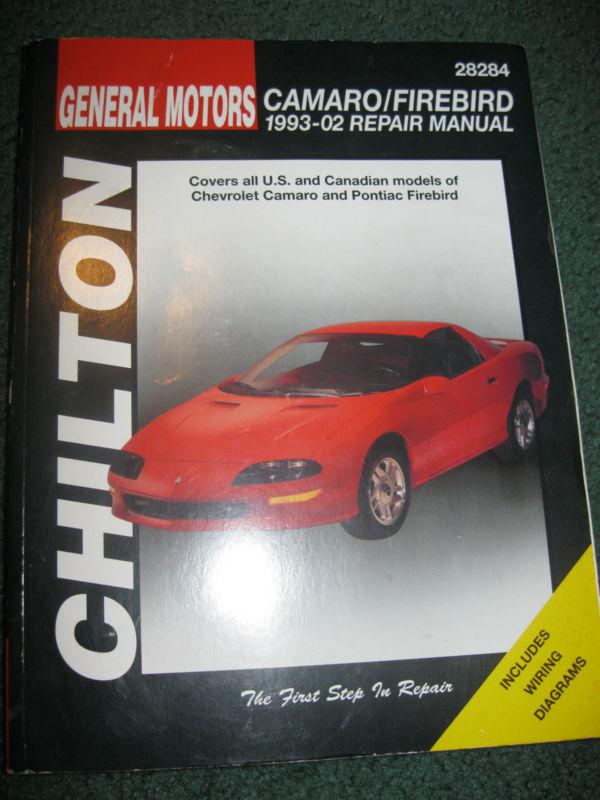 28284
GENERAL MOTORS
CAMARO/FIREBIRD
1993-02 REPAIR MANUAL
CHILTON
Covers all U.S. and Canadian models of
Chevrolet Camaro and Pontiac Firebird
The First Step In Repair
INCLUDES
WIRING
DIAGRAMS